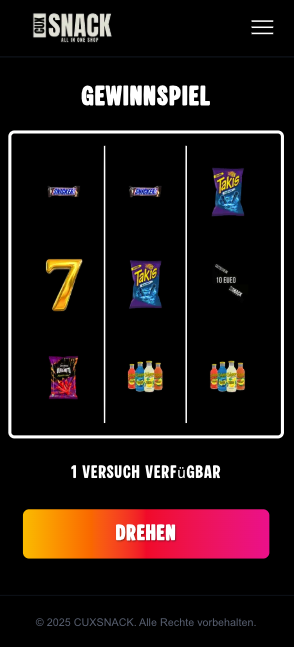 CUX SNACK
ALL IN ONE SHOP
GEWINNSPIEL
SNICKERS SNICKERS Takis
7 Takis 10 EURO
SNACK
1 VERSUCH VERFüGBAR
DREHEN
© 2025 CUXSNACK. Alle Rechte vorbehalten.